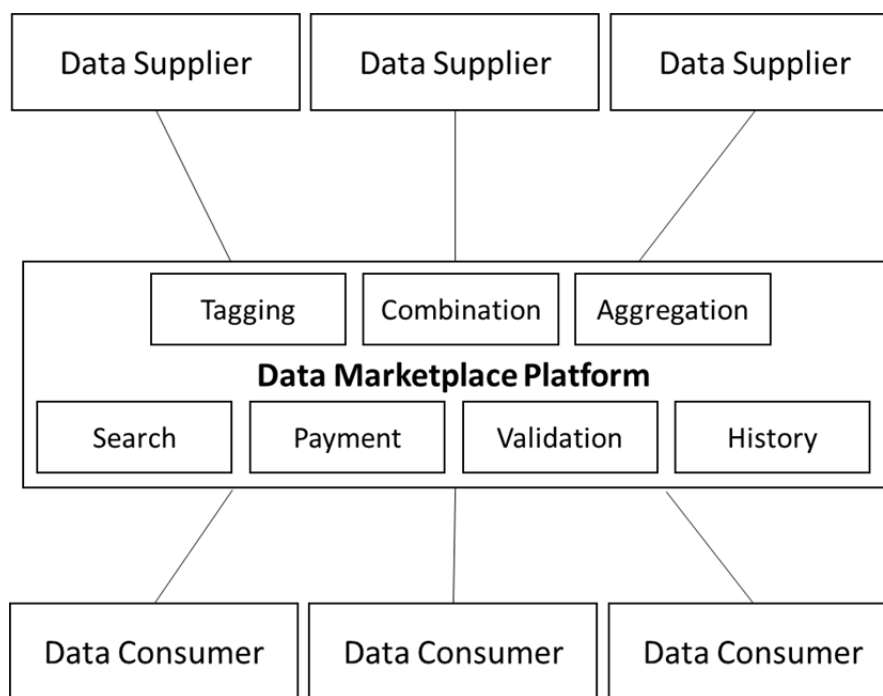 Data Supplier
Data Supplier
Data Supplier
Tagging
Combination
Aggregation
Data Marketplace Platform
Search
Payment
Validation
History
Data Consumer
Data Consumer
Data Consumer